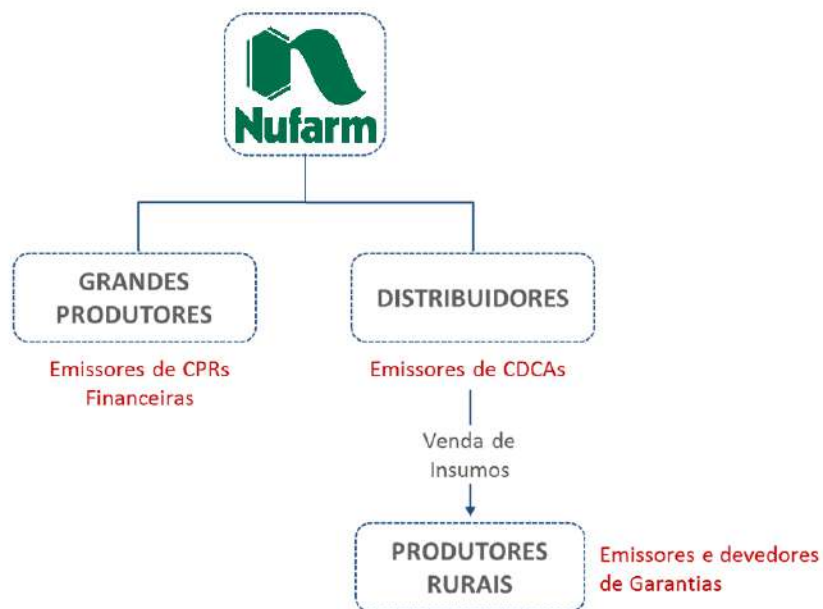 Nufarm
GRANDES
PRODUTORES
DISTRIBUIDORES
Emissores de CPRs
Financeiras
Emissores de CDCAs
Venda de
Insumos
PRODUTORES
RURAIS
Emissores e devedores
de Garantias